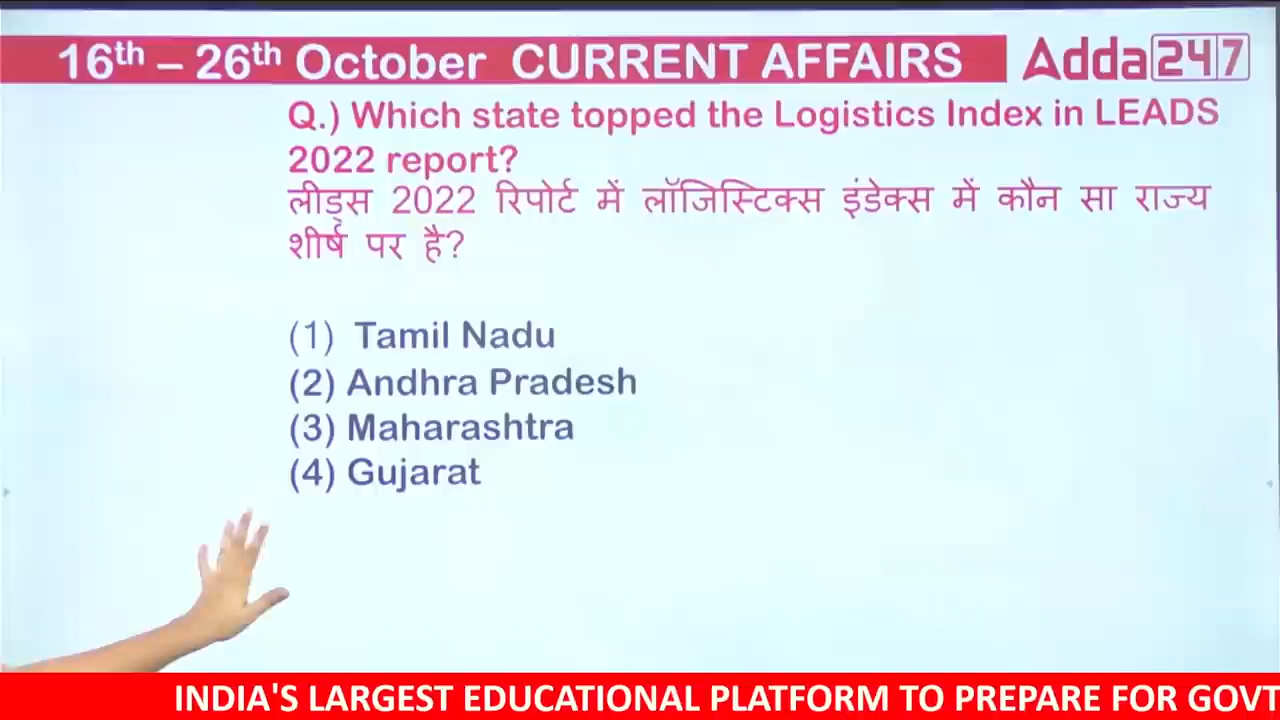 16th – 26th October CURRENT AFFAIRS
Adda247
Q.) Which state topped the Logistics Index in LEADS
2022 report?
लीड्स 2022 रिपोर्ट में लॉजिस्टिक्स इंडेक्स में कौन सा राज्य
शीर्ष पर है?
(1) Tamil Nadu
(2) Andhra Pradesh
(3) Maharashtra
(4) Gujarat
INDIA'S LARGEST EDUCATIONAL PLATFORM TO PREPARE FOR GOVT